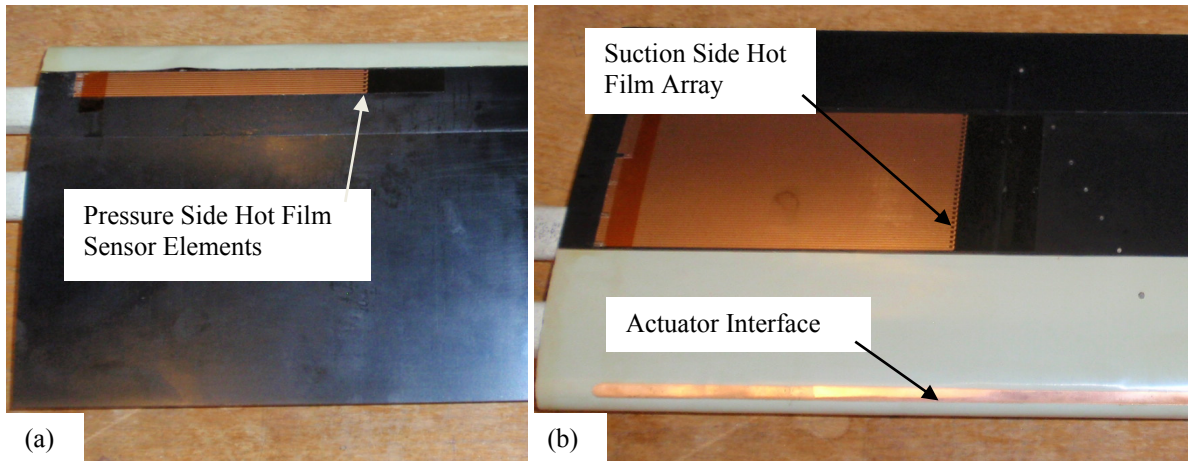 Pressure Side Hot Film
Sensor Elements
(a)
Suction Side Hot
Film Array
Actuator Interface
(b)